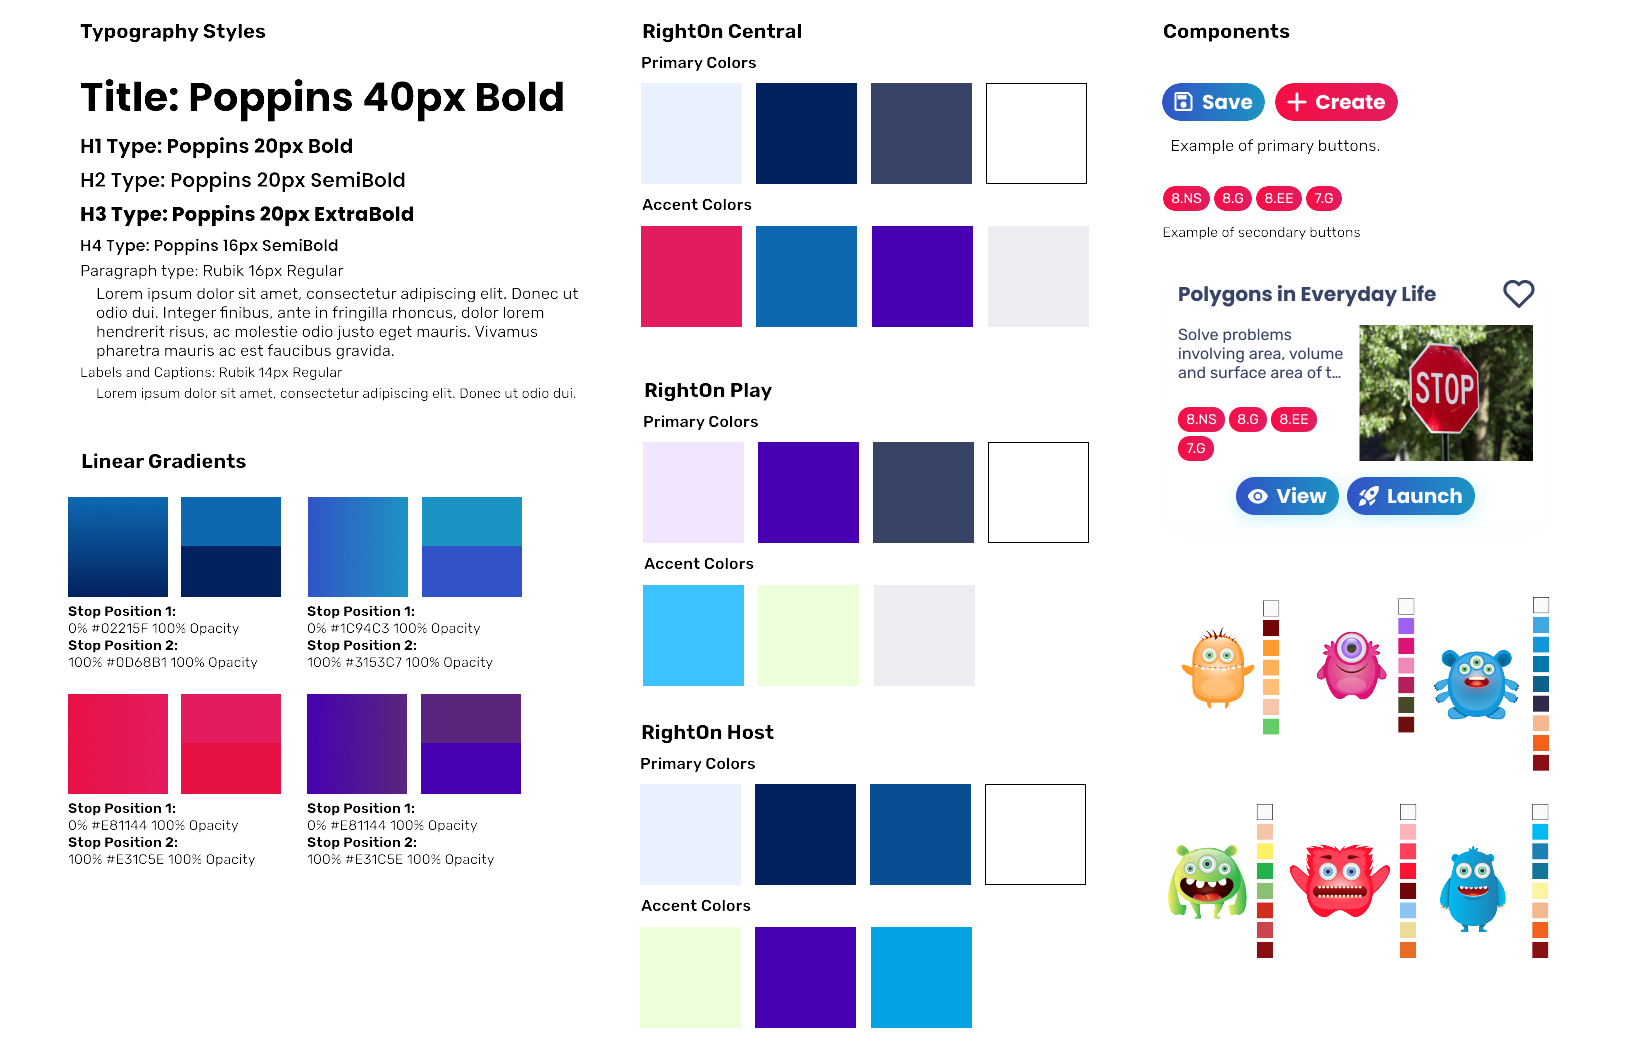 Typography Styles
Title: Poppins 40px Bold
H1 Type: Poppins 20px Bold
H2 Type: Poppins 20px SemiBold
H3 Type: Poppins 20px ExtraBold
H4 Type: Poppins 16px SemiBold
Paragraph type: Rubik 16px Regular
Lorem ipsum dolor sit amet, consectetur adipiscing elit. Donec ut
odio dui. Integer finibus, ante in fringilla rhoncus, dolor lorem
hendrerit risus, ac molestie odio justo eget mauris. Vivamus
pharetra mauris ac est faucibus gravida.
Labels and Captions: Rubik 14px Regular
Lorem ipsum dolor sit amet, consectetur adipiscing elit. Donec ut odio dui.
Linear Gradients
Stop Position 1:
0% #02215F 100% Opacity
Stop Position 2:
100% #0D68B1 100% Opacity
Stop Position 1:
0% #1C94C3 100% Opacity
Stop Position 2:
100% #3153C7 100% Opacity
Stop Position 1:
0% #E81144 100% Opacity
Stop Position 2:
100% #E31C5E 100% Opacity
Stop Position 1:
0% #E81144 100% Opacity
Stop Position 2:
100% #E31C5E 100% Opacity
RightOn Central
Primary Colors
Accent Colors
RightOn Play
Primary Colors
Accent Colors
RightOn Host
Primary Colors
Accent Colors
Components
Save
Create
Example of primary buttons.
8.NS 8.G 8.EE 7.G
Example of secondary buttons
Polygons in Everyday Life
Solve problems
involving area, volume
and surface area of t...
STOP
8.NS 8.G 8.EE
7.G
View
Launch